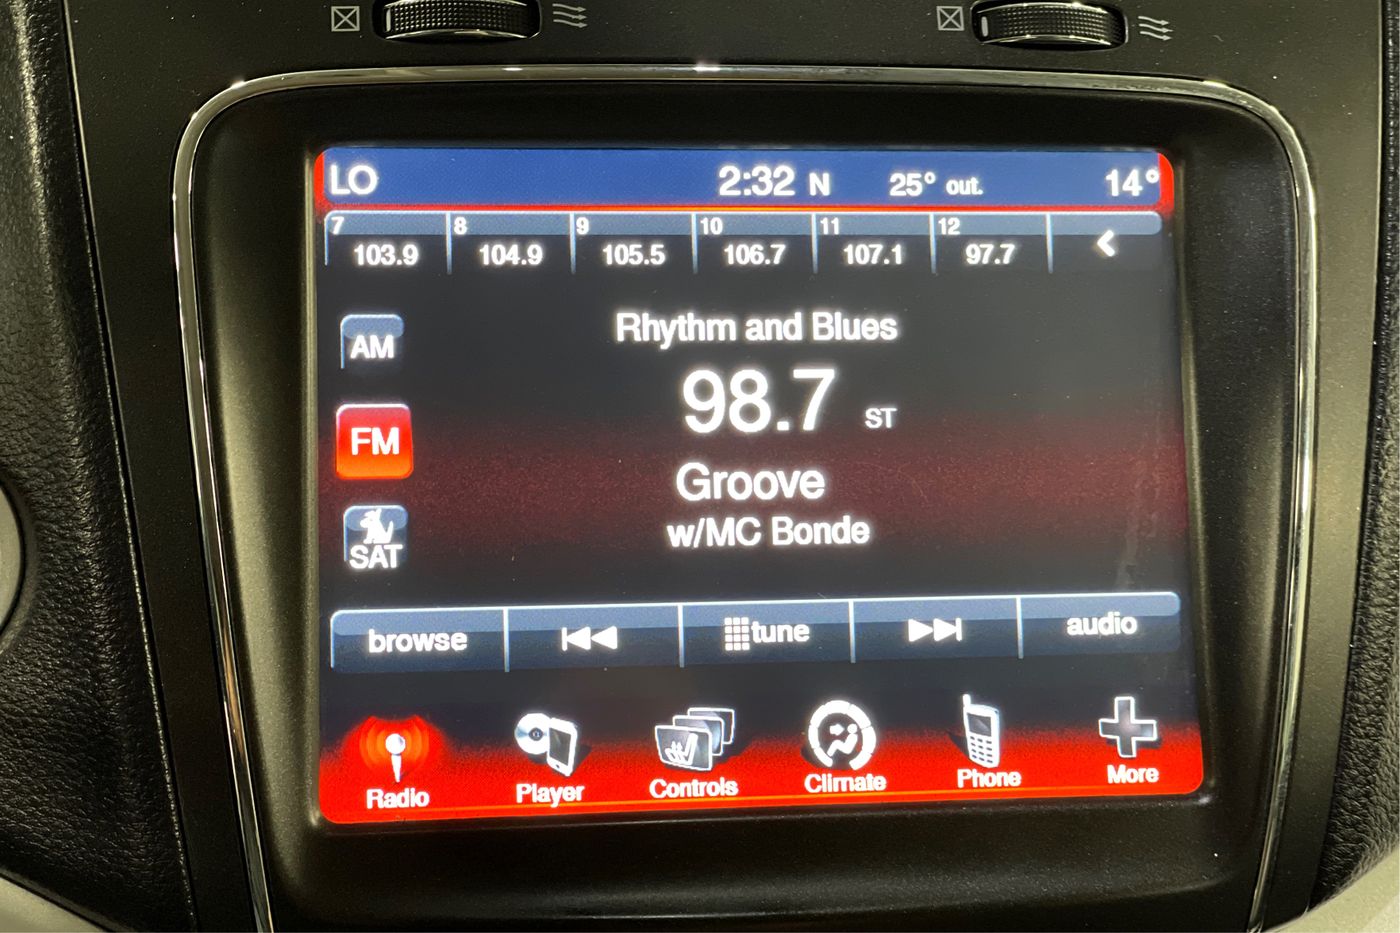 LO 2:32 N 25° out. 14°
7 8 9 10 11 12
103.9 104.9 105.5 106.7 107.1 97.7
AM
Rhythm and Blues
98.7 ST
FM
Groove
w/MC Bonde
SAT
browse tune audio
Radio Player Controls Climate Phone More